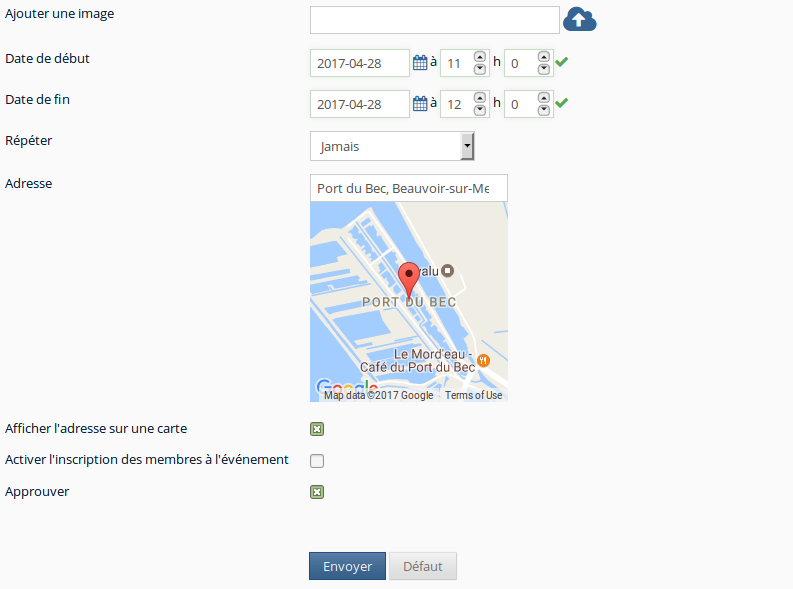 Ajouter une image
Date de début
2017-04-28 à 11 h 0
Date de fin
2017-04-28 à 12 h 0
Répéter
Jamais
Adresse
Port du Bec, Beauvoir-sur-Me
valu
PORT DU BEC
Le Mord'eau -
Café du Port du Bec
Google
Map data ©2017 Google Terms of Use
Afficher l'adresse sur une carte
Activer l'inscription des membres à l'événement
Approuver
Envoyer Défaut